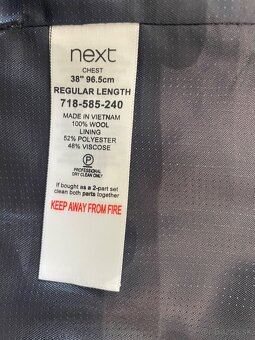 next
CHEST
38" 96.5cm
REGULAR LENGTH
718-585-240
MADE IN VIETNAM
100% WOOL
LINING
52% POLYESTER
48% VISCOSE
P
PROFESSIONAL
DRY CLEAN ONLY
If bought as a 2-part set
clean both parts together
KEEP AWAY FROM FIRE